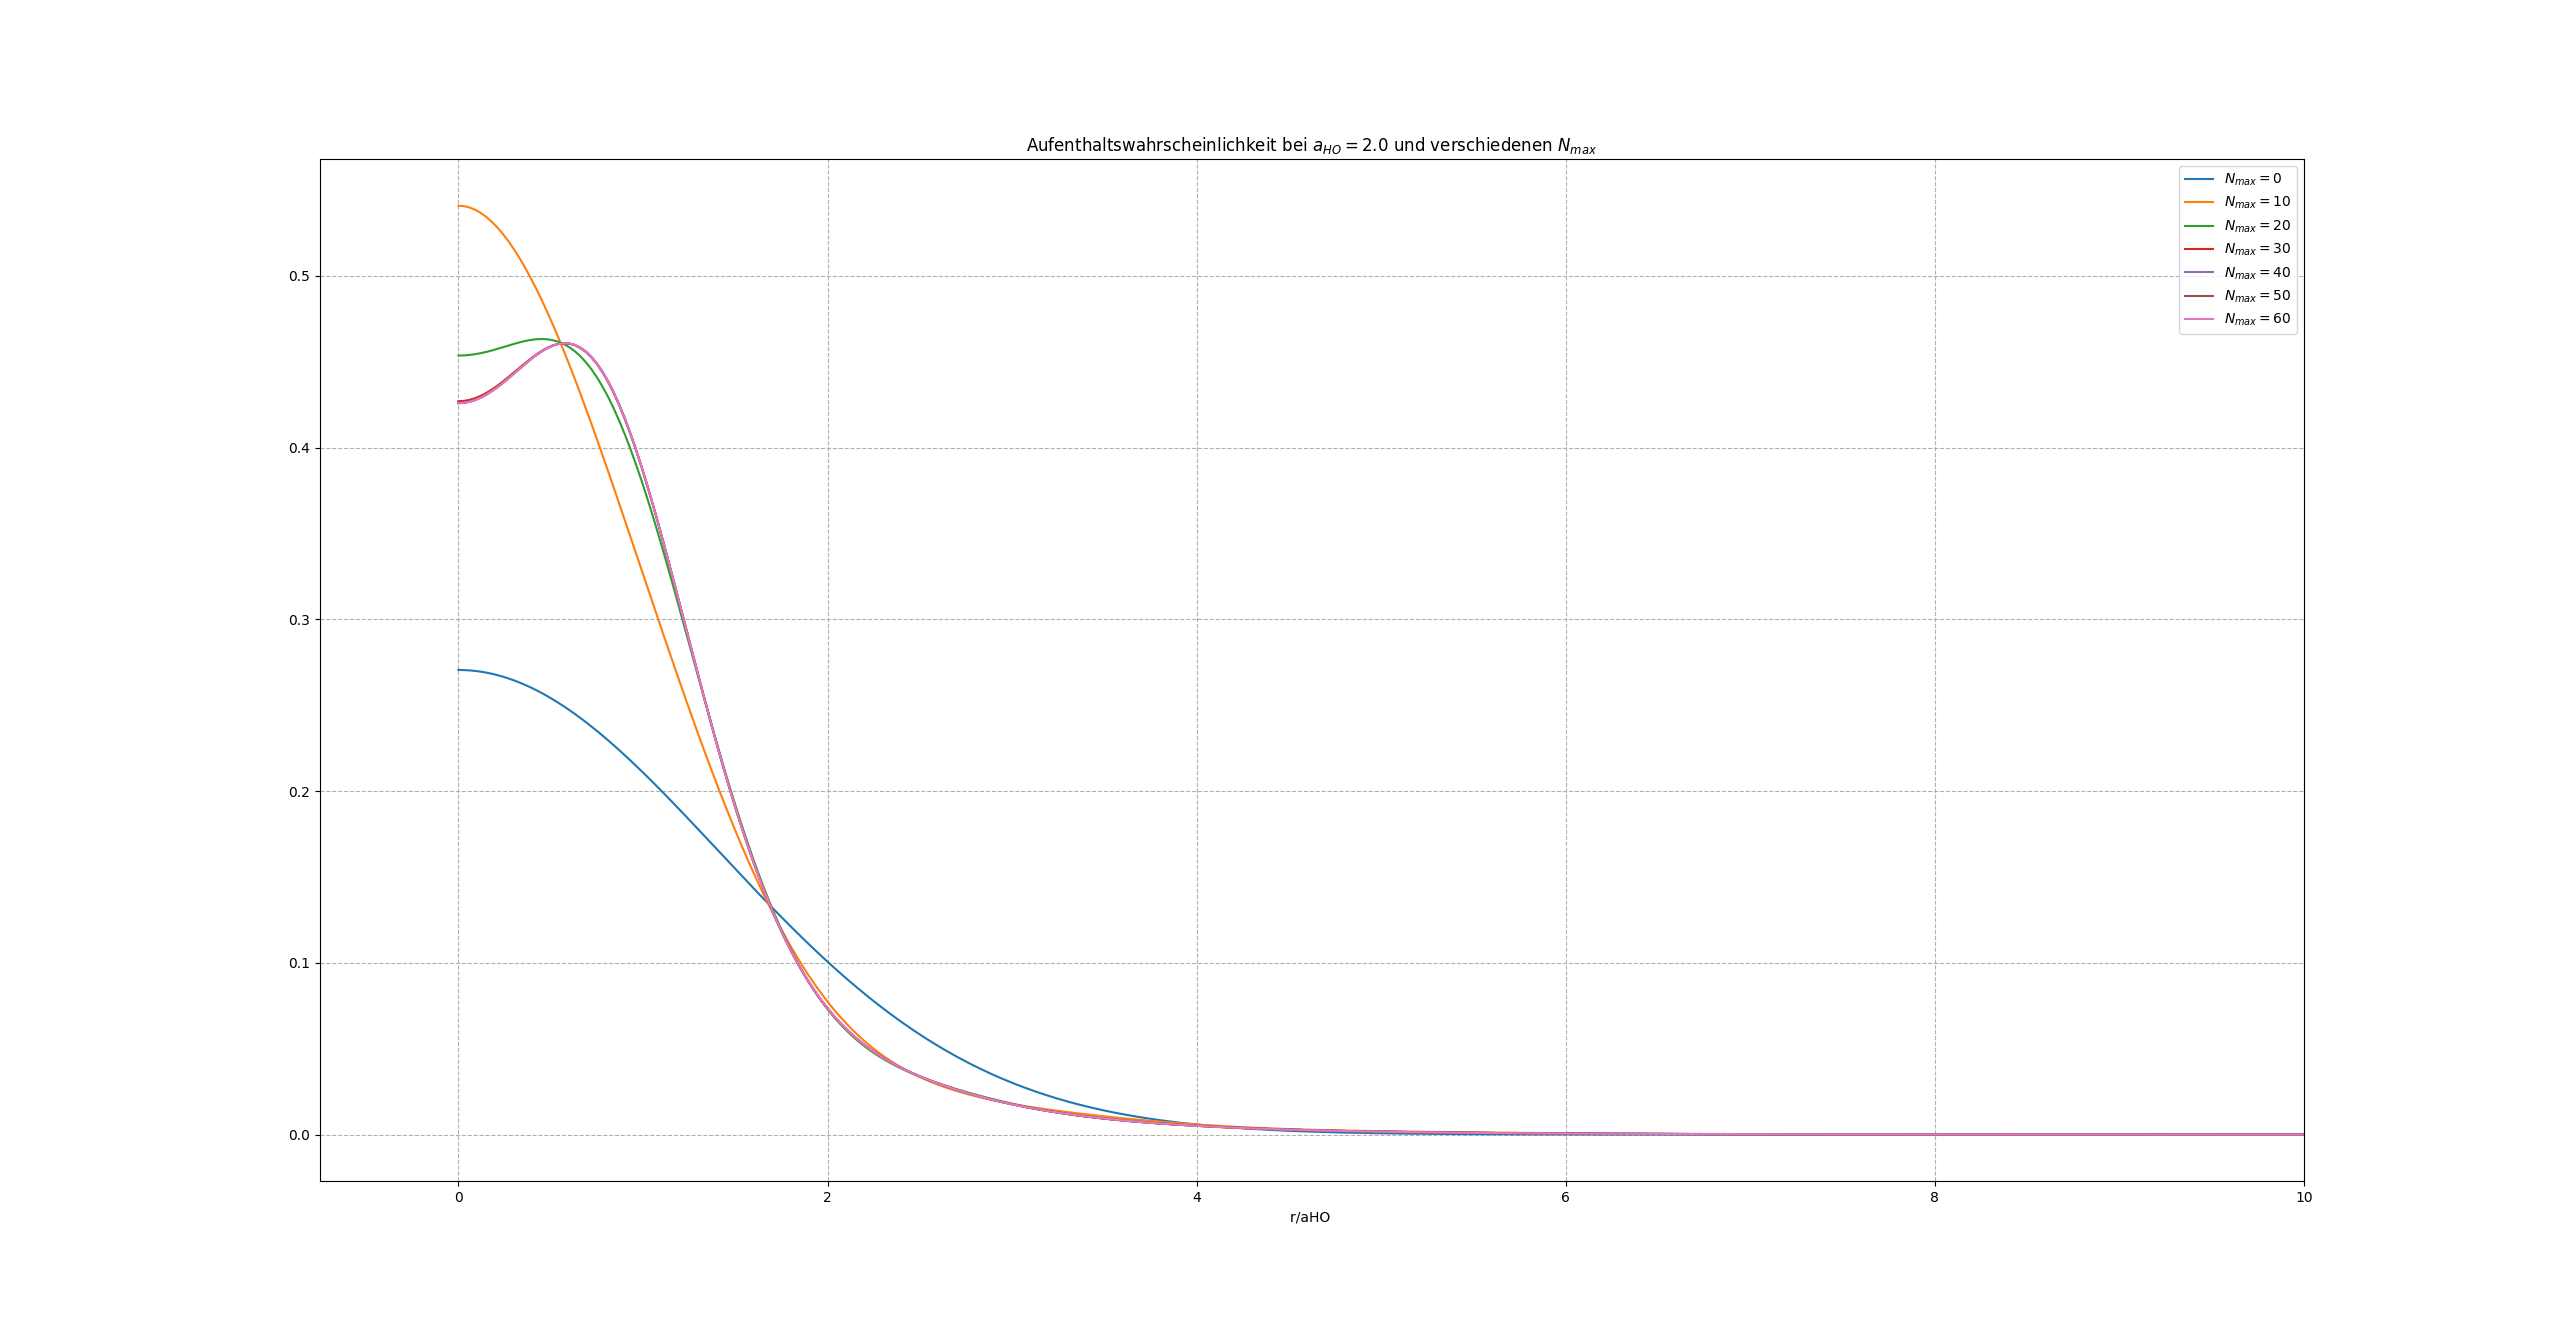 Aufenthaltswahrscheinlichkeit bei $a_{HO} = 2.0$ und verschiedenen $N_{max}$
$N_{max} = 0$
$N_{max} = 10$
$N_{max} = 20$
$N_{max} = 30$
$N_{max} = 40$
$N_{max} = 50$
$N_{max} = 60$
0.5
0.4
0.3
0.2
0.1
0.0
0 2 4 6 8 10
r/aHO